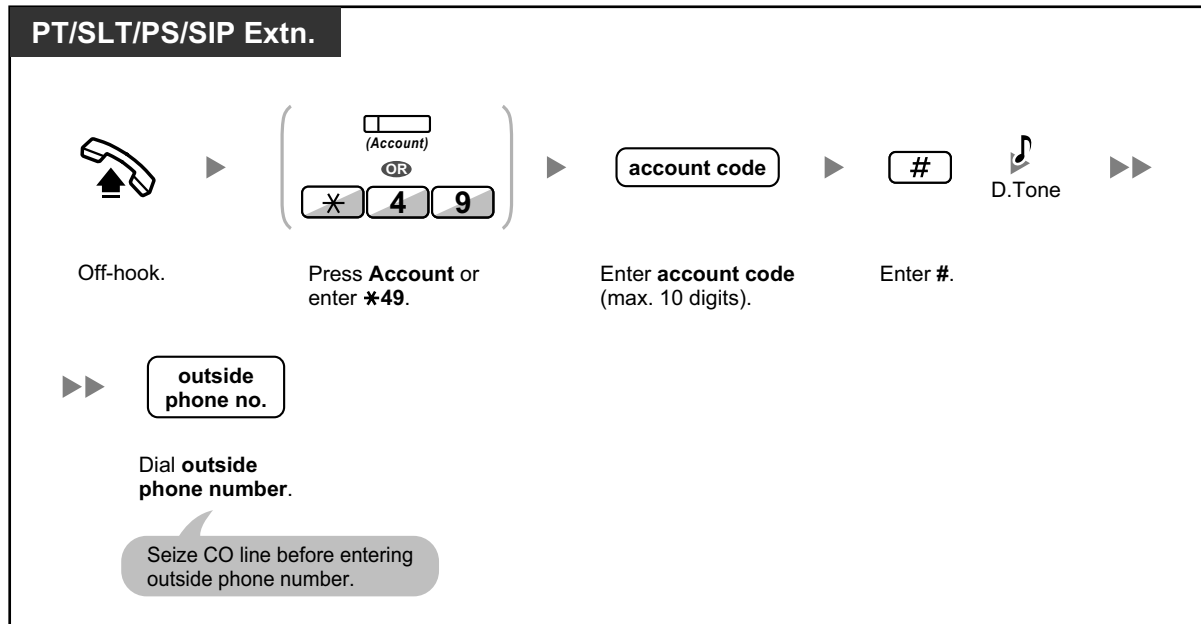 PT/SLT/PS/SIP Extn.
(Account)
OR
* 4 9
account code
#
D.Tone
Off-hook.
Press Account or
enter *49.
Enter account code
(max. 10 digits).
Enter #.
outside
phone no.
Dial outside
phone number.
Seize CO line before entering
outside phone number.